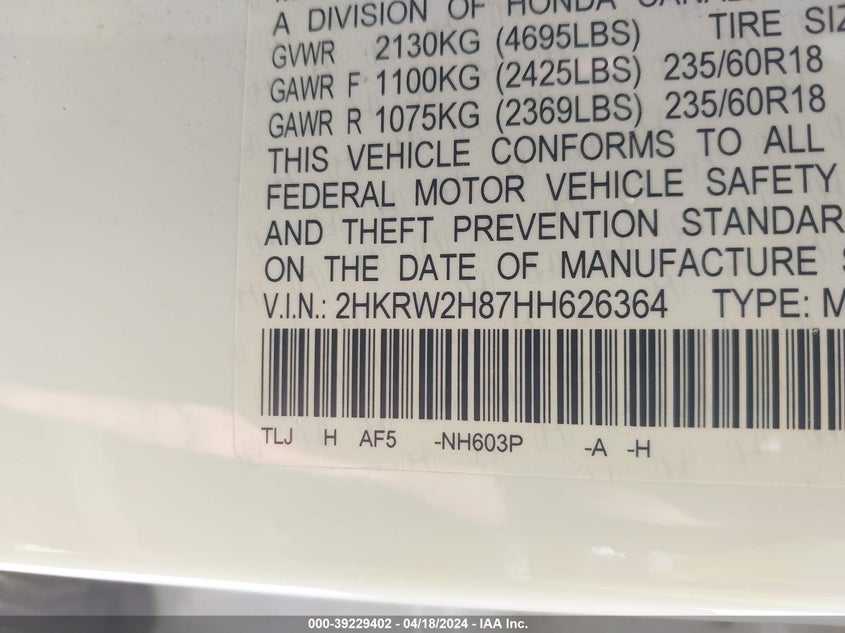 A DIVISION OF HONDA
GVWR 2130KG (4695LBS) TIRE
GAWR F 1100KG (2425LBS) 235/60R18
GAWR R 1075KG (2369LBS) 235/60R18
THIS VEHICLE CONFORMS TO ALL
FEDERAL MOTOR VEHICLE SAFETY
AND THEFT PREVENTION
ON THE DATE OF MANUFACTURE
V.I.N.: 2HKRW2H87HH626364 TYPE:
TLJ H AF5 -NH603P -A -H
000-39229402 - 04/18/2024 - IAA Inc.